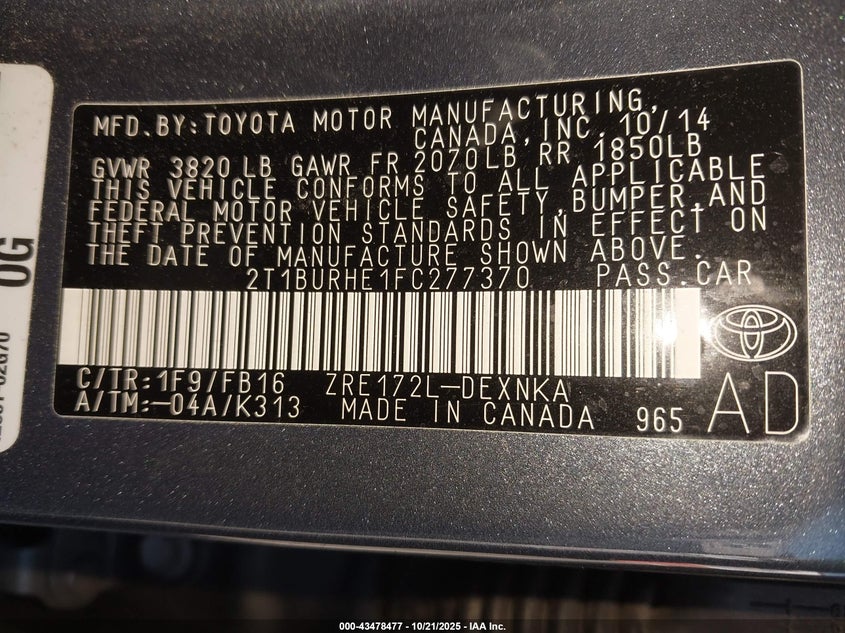 MFD.BY:TOYOTA MOTOR MANUFACTURING,
CANADA,INC. 10/14
GVWR 3820LB GAWR FR 2070LB RR 1850LB
THIS VEHICLE CONFORMS TO ALL APPLICABLE
FEDERAL MOTOR VEHICLE SAFETY,BUMPER,AND
THEFT PREVENTION STANDARDS IN EFFECT ON
THE DATE OF MANUFACTURE SHOWN ABOVE.
2T1BURHE1FC277370 PASS.CAR
C/TR:1F9/FB16 ZRE172L-DEXNKA
A/TM:-04A/K313 MADE IN CANADA 965 AD
0G
000-43478477 - 10/21/2025 - IAA Inc.